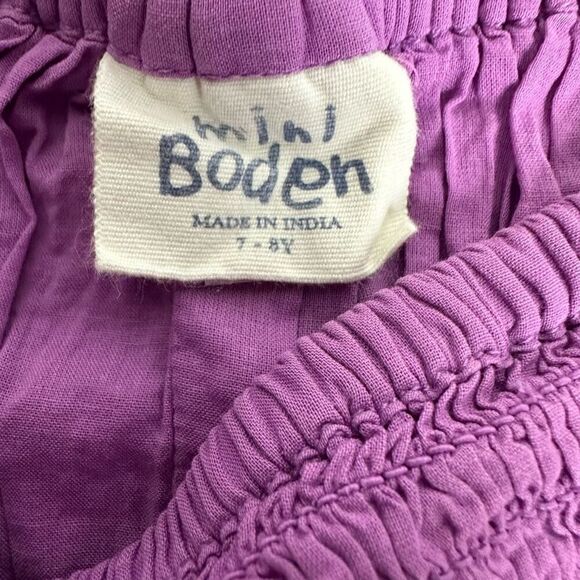 mini
Boden
MADE IN INDIA
7 - 8Y